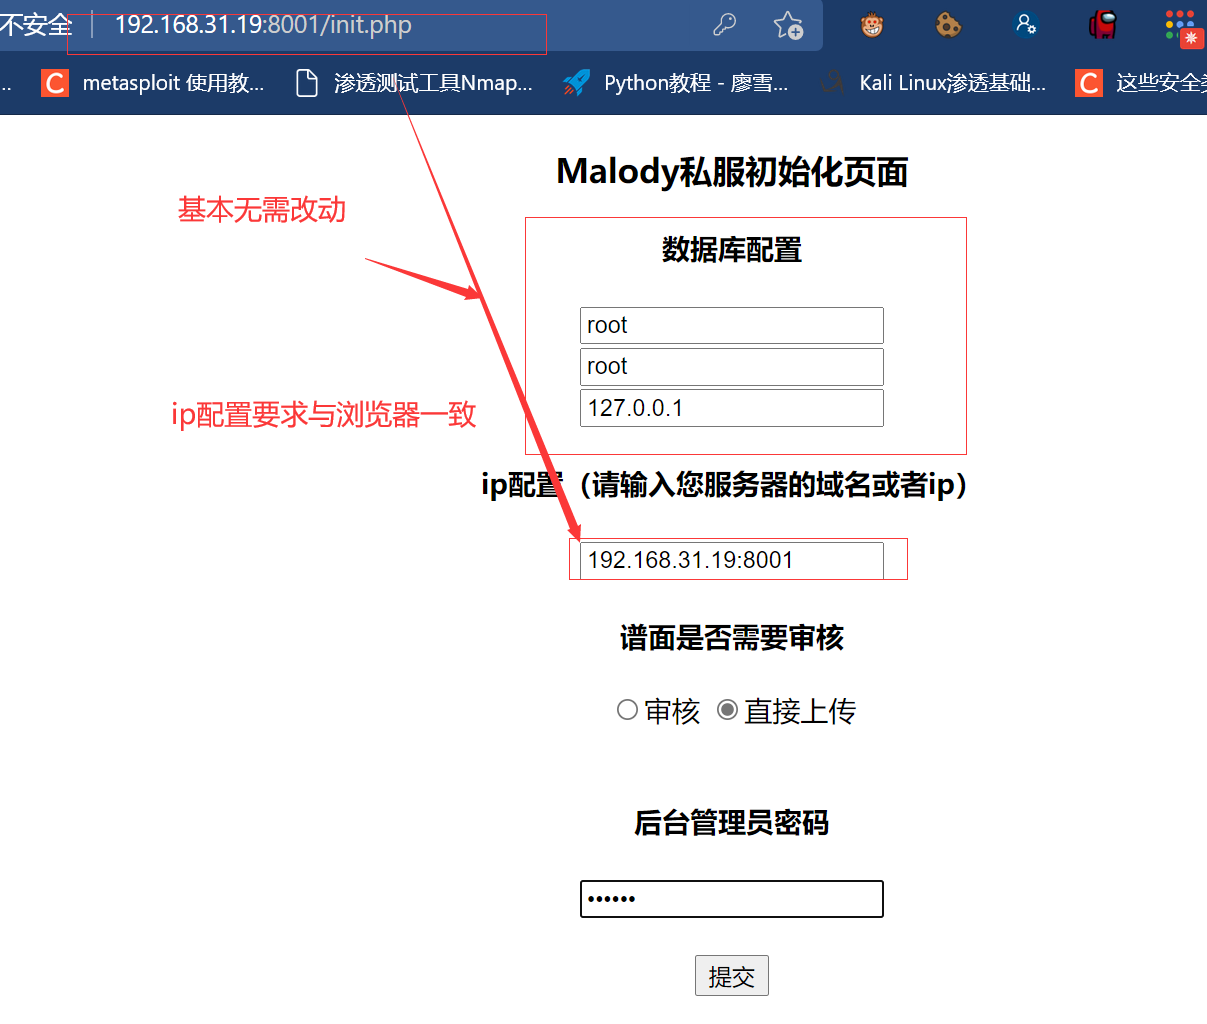 不安全 192.168.31.19:8001/init.php
metasploit 使用教... 渗透测试工具Nmap... Python教程 - 廖雪... Kali Linux渗透基础... 这些安全
Malody私服初始化页面
基本无需改动
数据库配置
root
root
127.0.0.1
ip配置要求与浏览器一致
ip配置（请输入您服务器的域名或者ip）
192.168.31.19:8001
谱面是否需要审核
审核 直接上传
后台管理员密码
••••••
提交